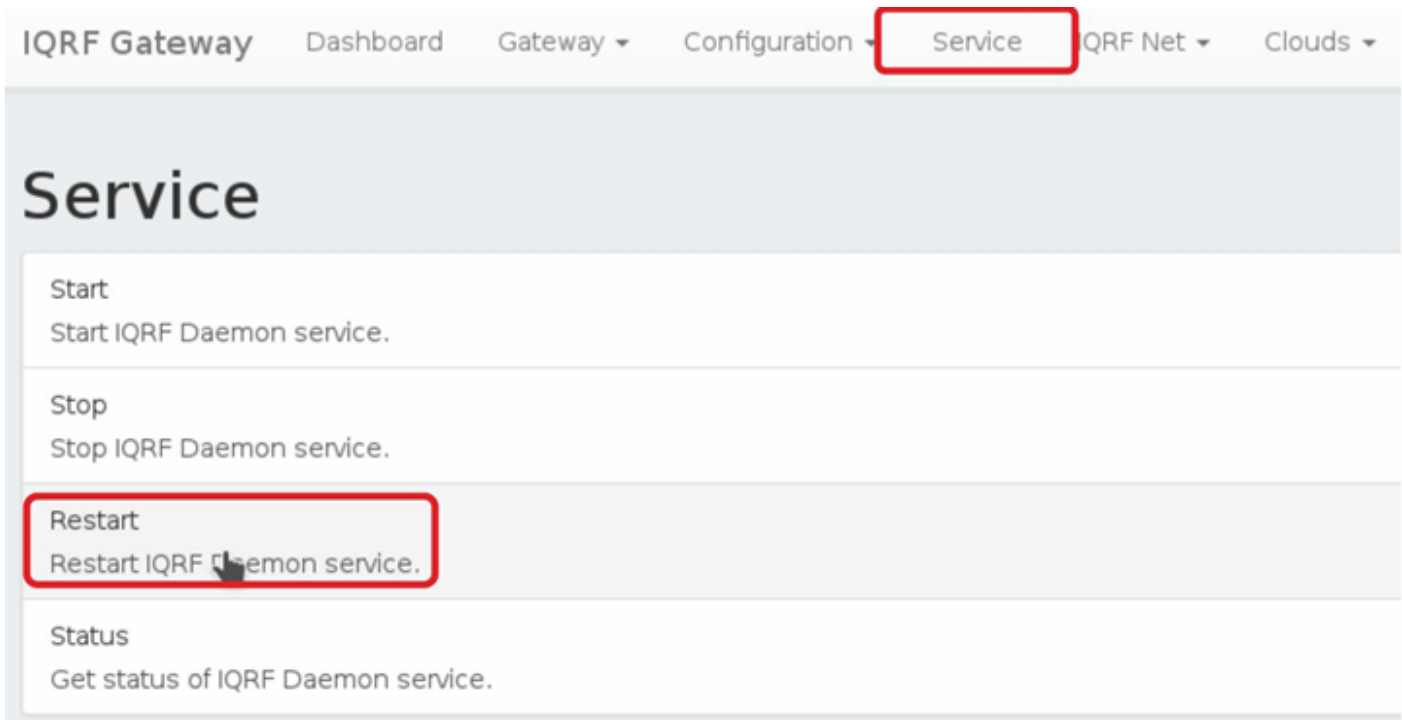 IQRF Gateway Dashboard Gateway Configuration Service IQRF Net Clouds
Service
Start
Start IQRF Daemon service.
Stop
Stop IQRF Daemon service.
Restart
Restart IQRF Daemon service.
Status
Get status of IQRF Daemon service.